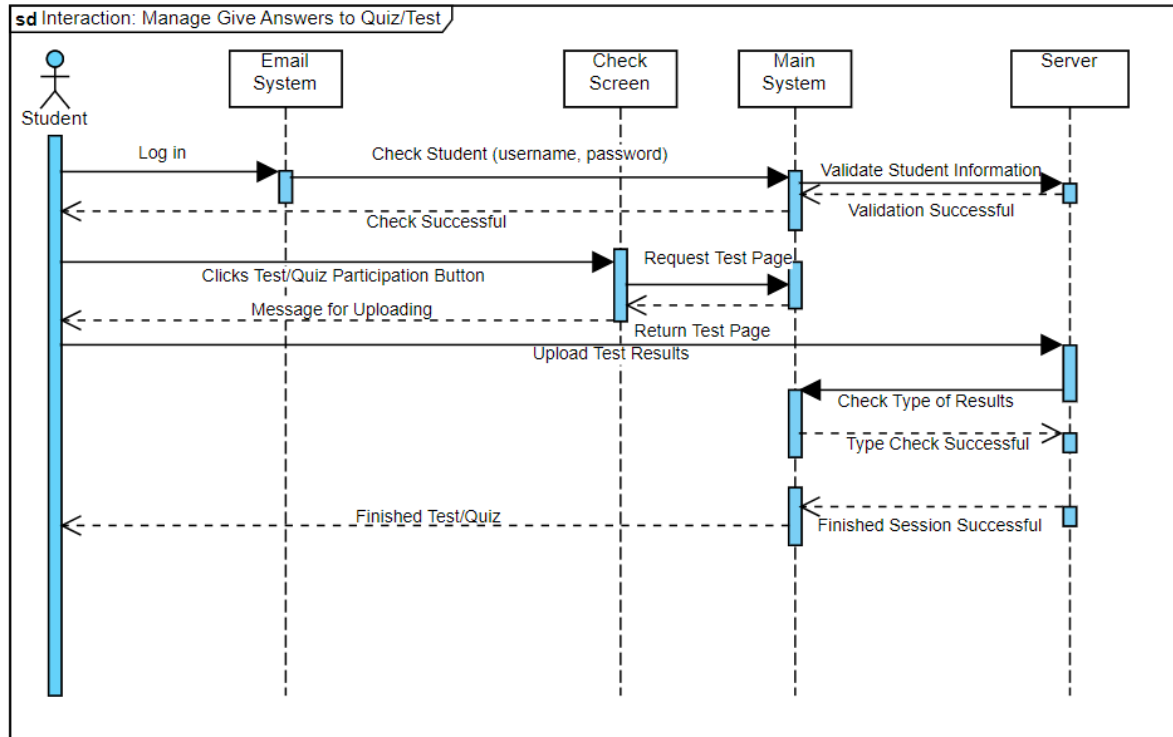 sd Interaction: Manage Give Answers to Quiz/Test
Student
Email
System
Check
Screen
Main
System
Server
Log in
Check Student (username, password)
Validate Student Information
Validation Successful
Check Successful
Request Test Page
Clicks Test/Quiz Participation Button
Message for Uploading
Return Test Page
Upload Test Results
Check Type of Results
Type Check Successful
Finished Test/Quiz
Finished Session Successful